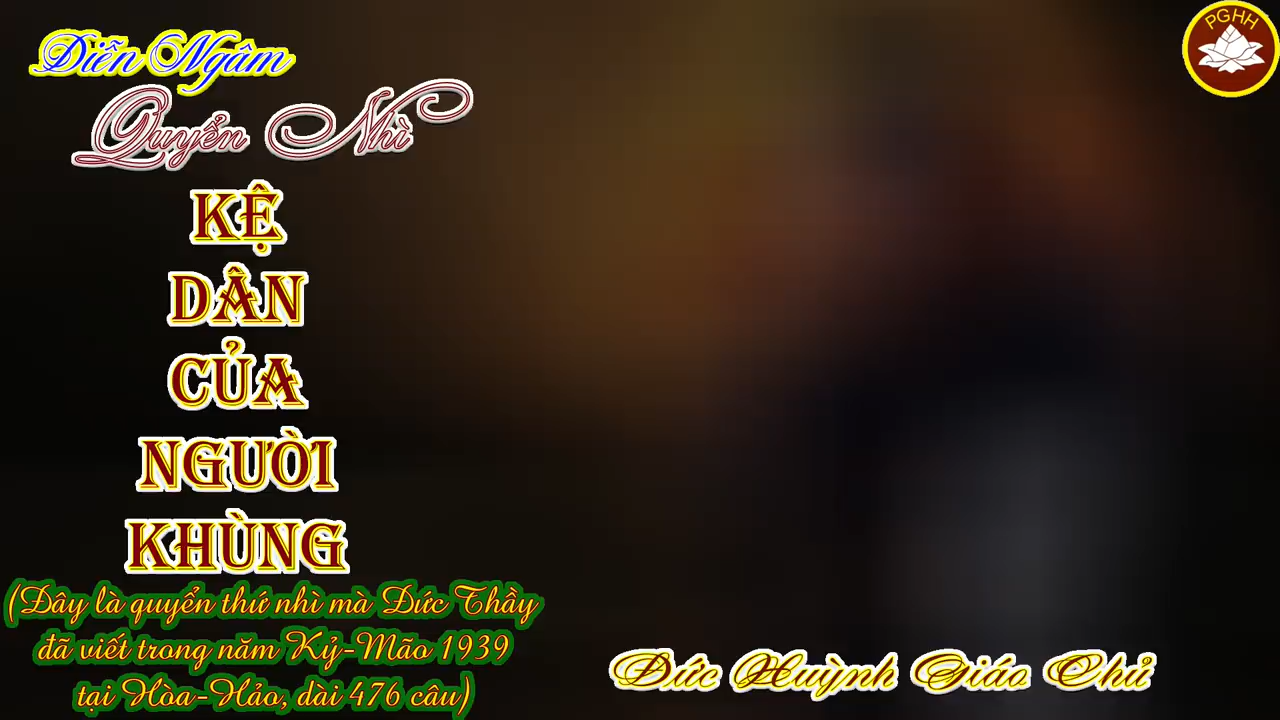 PGHH
Diễn Ngâm
Quyển Nhì
KỆ
DÂN
CỦA
NGƯỜI
KHÙNG
(Đây là quyển thứ nhì mà Đức Thầy
đã viết trong năm Kỷ-Mão 1939
tại Hòa-Hảo, dài 476 câu)
Đức Huỳnh Giáo Chủ